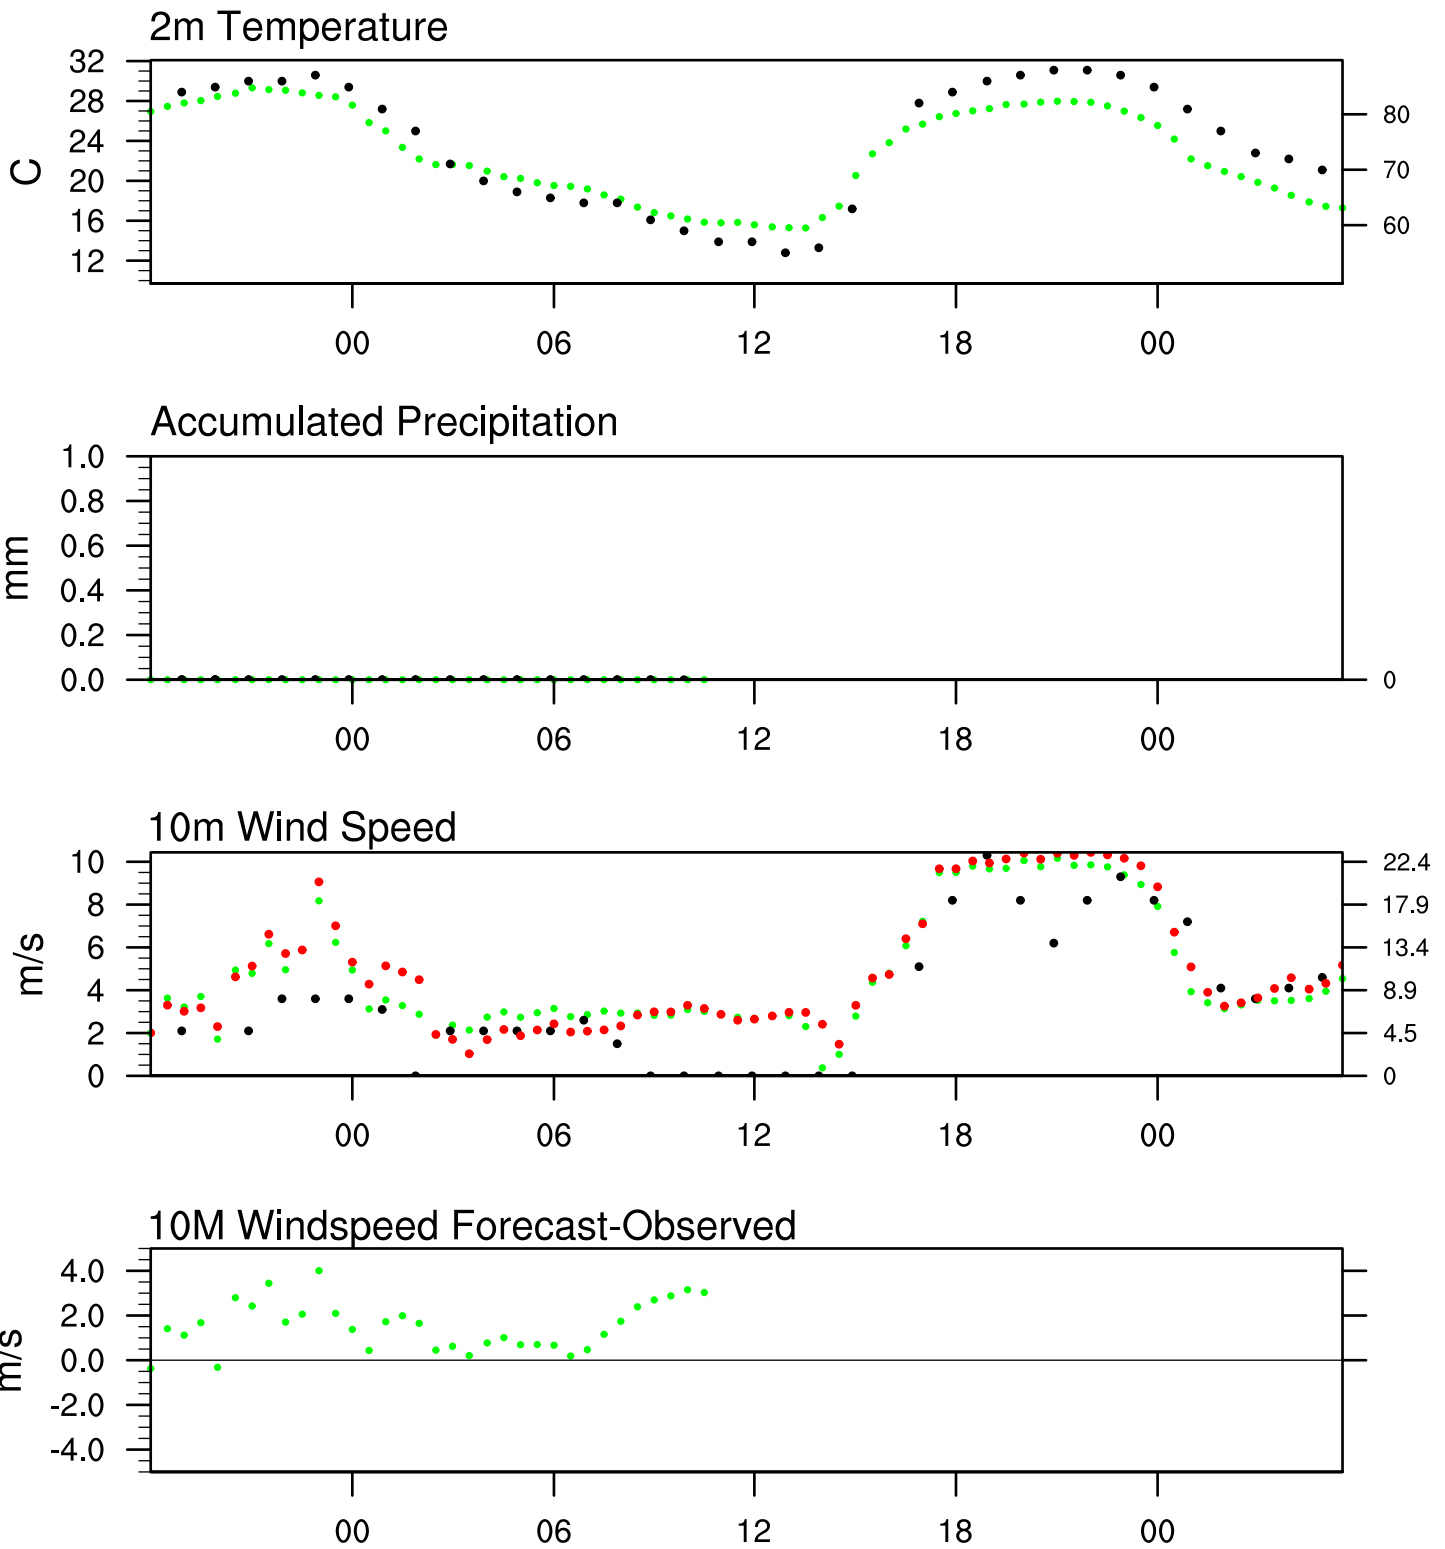 2m Temperature
32
28
24
20
16
12
C
80
70
60
00 06 12 18 00
Accumulated Precipitation
1.0
0.8
0.6
0.4
0.2
0.0
mm
0
00 06 12 18 00
10m Wind Speed
10
8
6
4
2
0
m/s
22.4
17.9
13.4
8.9
4.5
0
00 06 12 18 00
10M Windspeed Forecast-Observed
4.0
2.0
0.0
-2.0
-4.0
m/s
00 06 12 18 00